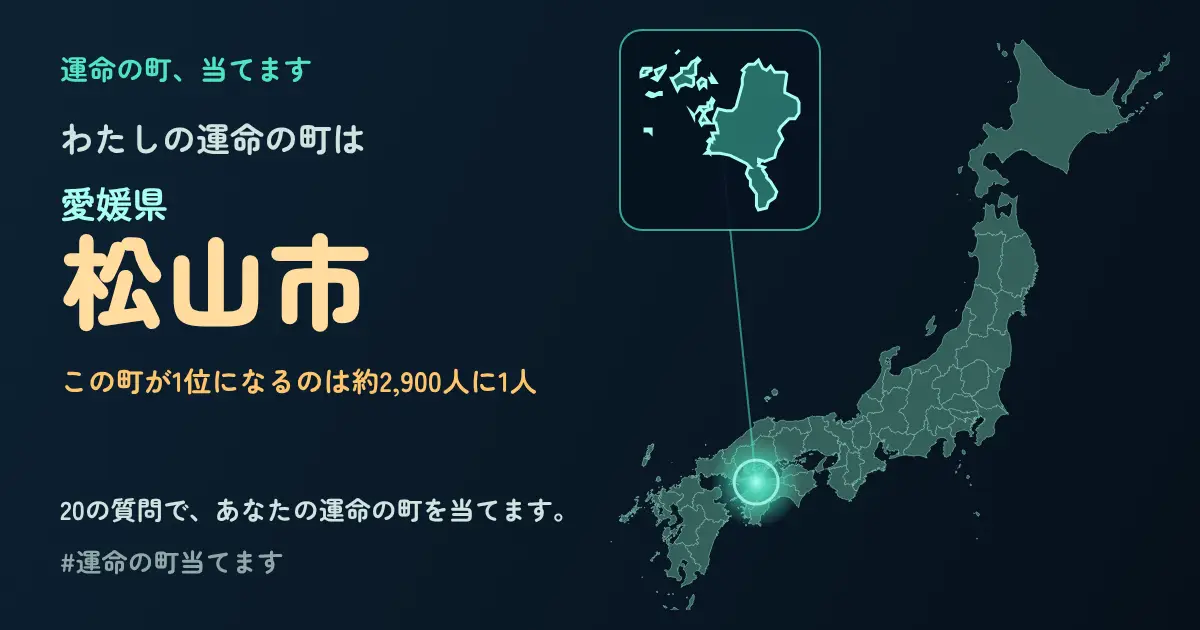 運命の町、当てます
わたしの運命の町は
愛媛県
松山市
この町が1位になるのは約2,900人に1人
20の質問で、あなたの運命の町を当てます。
#運命の町当てます